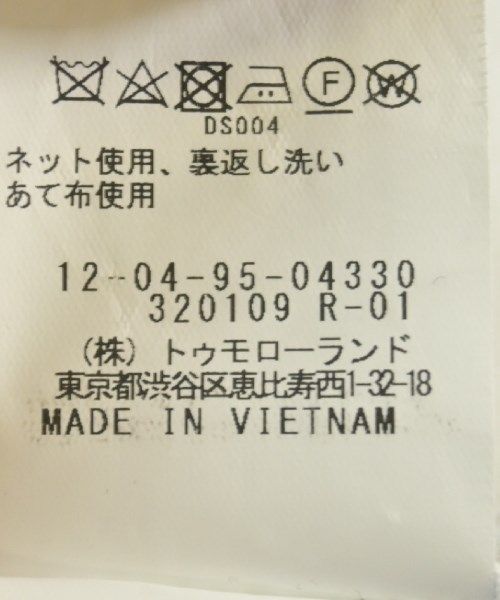 F W
DS004
ネット使用、裏返し洗い
あて布使用
12-04-95-04330
320109 R-01
(株) トゥモローランド
東京都渋谷区恵比寿西1-32-18
MADE IN VIETNAM